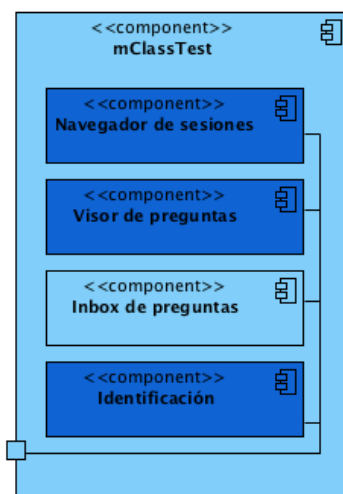 <<component>>
mClassTest
<<component>>
Navegador de sesiones
<<component>>
Visor de preguntas
<<component>>
Inbox de preguntas
<<component>>
Identificación